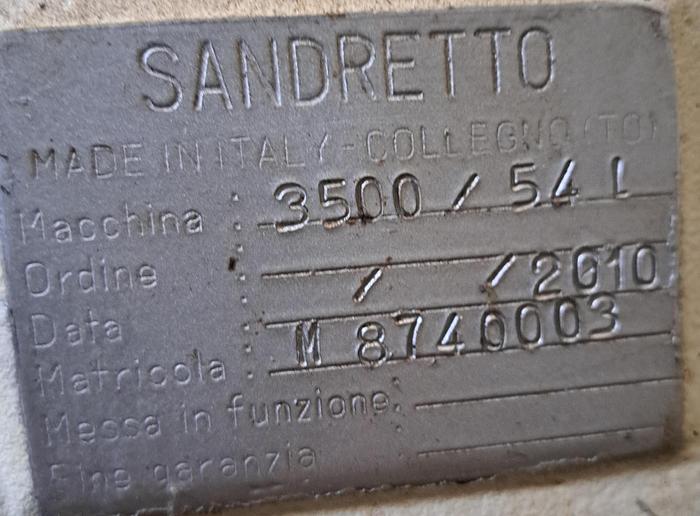 SANDRETTO
MADE IN ITALY - COLLEGNO (TO)
Macchina : 3500 / 54 L
Ordine :
Data : / / 2010
Matricola : M 8740003
Messa in funzione:
Fine garanzia